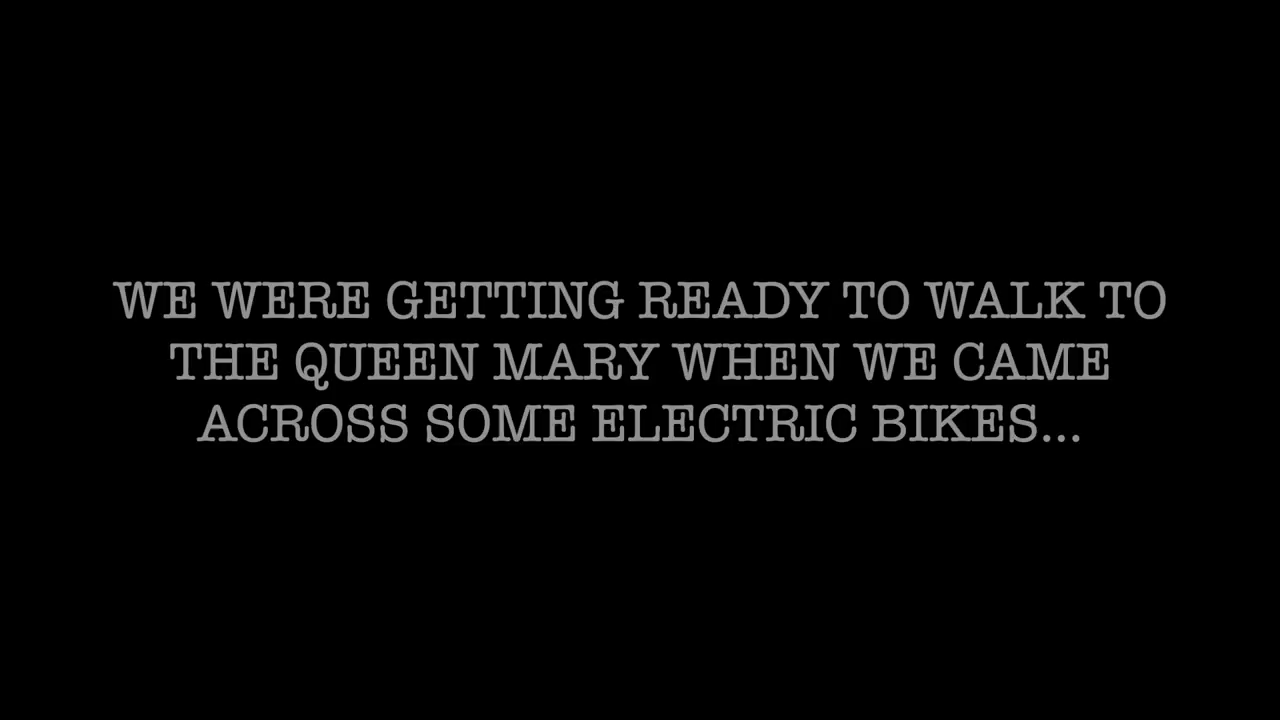 WE WERE GETTING READY TO WALK TO
THE QUEEN MARY WHEN WE CAME
ACROSS SOME ELECTRIC BIKES...